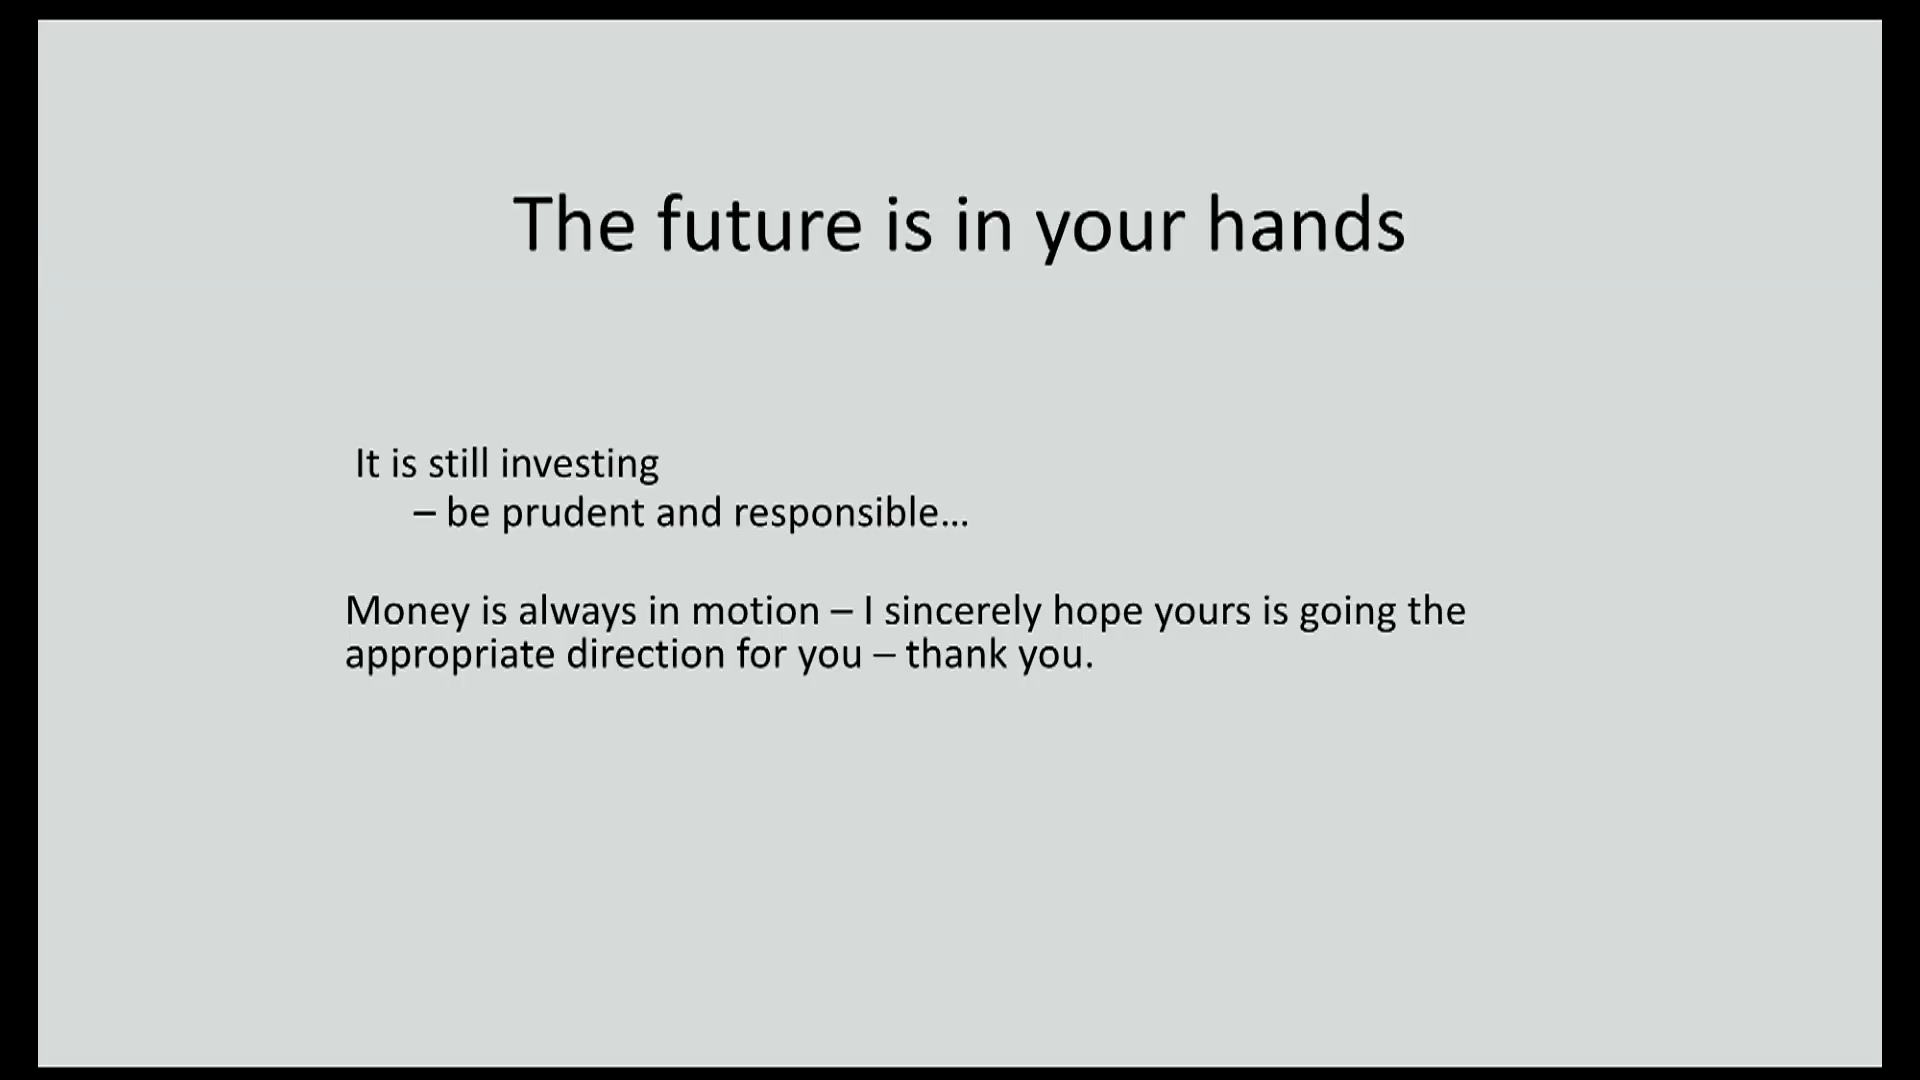 The future is in your hands
It is still investing
– be prudent and responsible...
Money is always in motion – I sincerely hope yours is going the
appropriate direction for you – thank you.